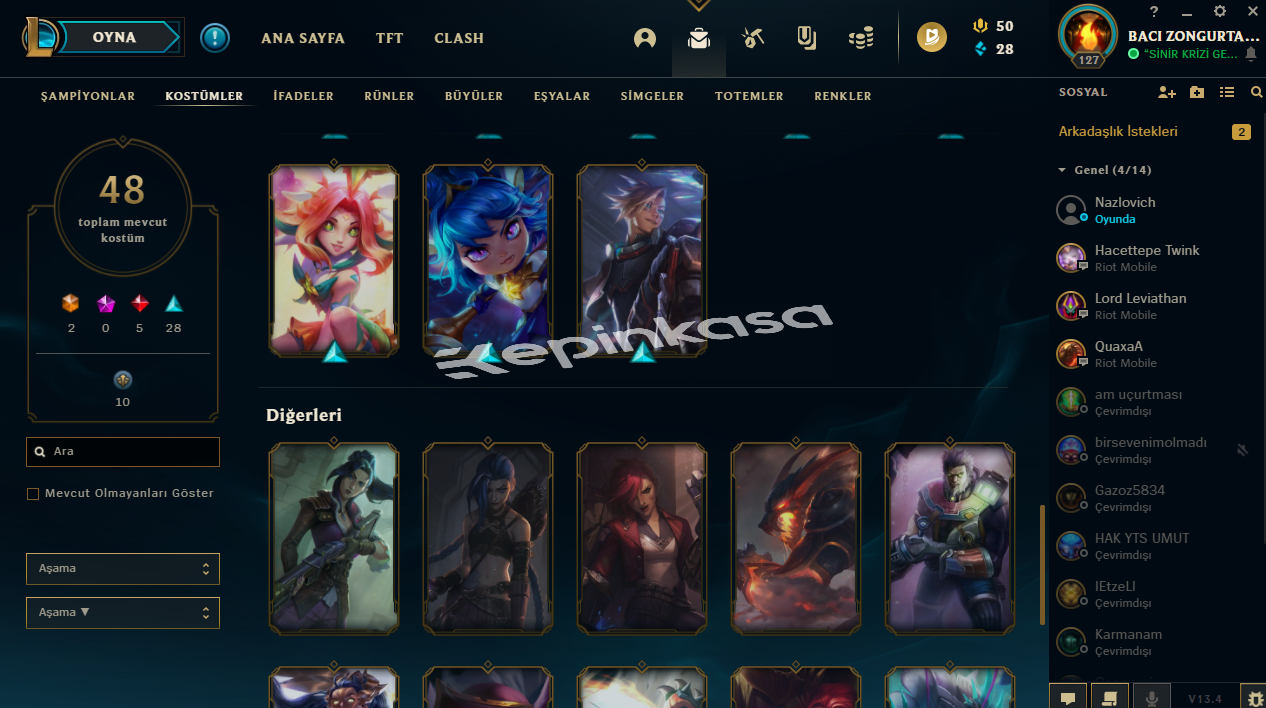 OYNA
ANA SAYFA
TFT
CLASH
50
28
127
BACI ZONGURTA...
"SİNİR KRİZİ GE...
ŞAMPİYONLAR
KOSTÜMLER
İFADELER
RÜNLER
BÜYÜLER
EŞYALAR
SİMGELER
TOTEMLER
RENKLER
48
toplam mevcut
kostüm
2 0 5 28
10
Ara
Mevcut Olmayanları Göster
Aşama
Aşama ▼
epinkasa
Diğerleri
SOSYAL
Arkadaşlık İstekleri 2
Genel (4/14)
Nazlovich
Oyunda
Hacettepe Twink
Riot Mobile
Lord Leviathan
Riot Mobile
QuaxaA
Riot Mobile
am uçurtması
Çevrimdışı
birsevenimolmadı
Çevrimdışı
Gazoz5834
Çevrimdışı
HAK YTS UMUT
Çevrimdışı
Çevrimdışı
Karmanam
Çevrimdışı
V13.4